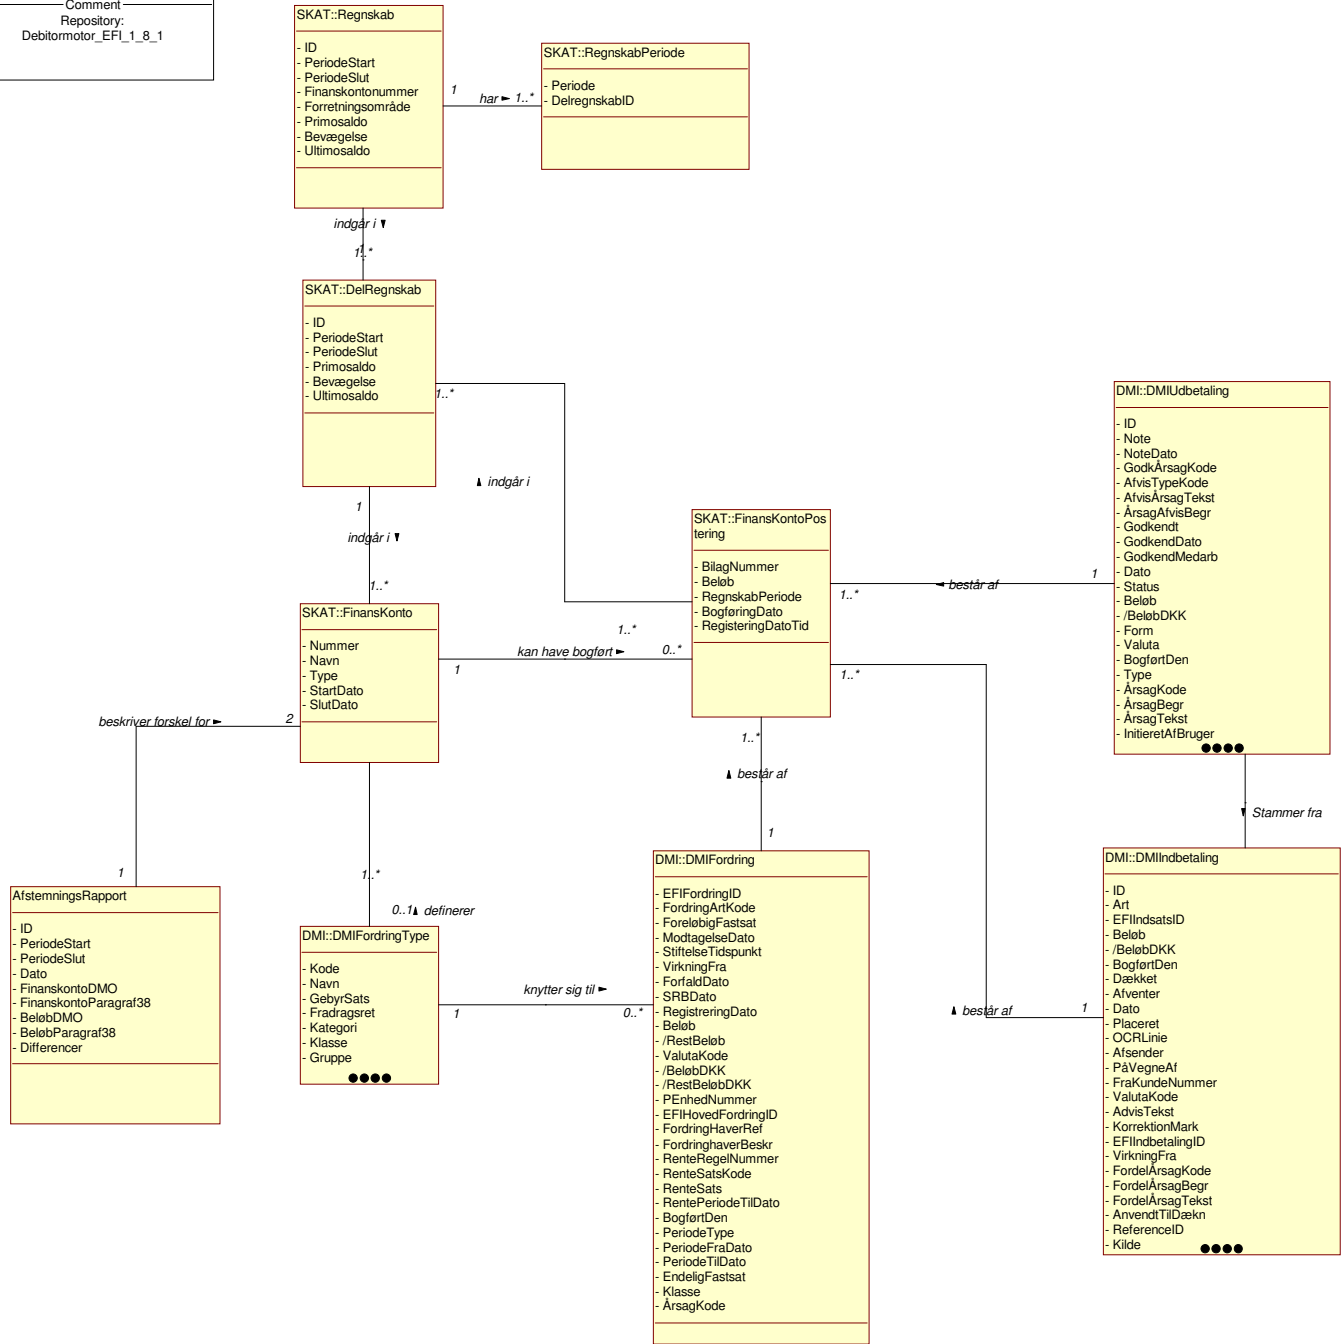 Comment
Repository:
Debitormotor_EFI_1_8_1
SKAT::Regnskab
- ID
- PeriodeStart
- PeriodeSlut
- Finanskontonummer
- Forretningsområde
- Primosaldo
- Bevægelse
- Ultimosaldo
1
har ► 1..*
SKAT::RegnskabPeriode
- Periode
- DelregnskabID
indgår i ▼
1
1..*
SKAT::DelRegnskab
- ID
- PeriodeStart
- PeriodeSlut
- Primosaldo
- Bevægelse
- Ultimosaldo
1..*
▲ indgår i
1..*
1
indgår i ▼
1..*
SKAT::FinansKonto
- Nummer
- Navn
- Type
- StartDato
- SlutDato
1
kan have bogført ►
0..*
SKAT::FinansKontoPos
tering
- BilagNummer
- Beløb
- RegnskabPeriode
- BogføringDato
- RegisteringDatoTid
1..*
◄ består af
1
DMI::DMIUdbetaling
- ID
- Note
- NoteDato
- GodkÅrsagKode
- AfvisTypeKode
- AfvisÅrsagTekst
- ÅrsagAfvisBegr
- Godkendt
- GodkendDato
- GodkendMedarb
- Dato
- Status
- Beløb
- /BeløbDKK
- Form
- Valuta
- BogførtDen
- Type
- ÅrsagKode
- ÅrsagBegr
- ÅrsagTekst
- InitieretAfBruger
▼ Stammer fra
beskriver forskel for ►
2
1
AfstemningsRapport
- ID
- PeriodeStart
- PeriodeSlut
- Dato
- FinanskontoDMO
- FinanskontoParagraf38
- BeløbDMO
- BeløbParagraf38
- Differencer
1..*
0..1▲ definerer
DMI::DMIFordringType
- Kode
- Navn
- GebyrSats
- Fradragsret
- Kategori
- Klasse
- Gruppe
1
knytter sig til ►
0..*
1..*
▲ består af
1
DMI::DMIFordring
- EFIFordringID
- FordringArtKode
- ForeløbigFastsat
- ModtagelseDato
- StiftelseTidspunkt
- VirkningFra
- ForfaldDato
- SRBDato
- RegistreringDato
- Beløb
- /RestBeløb
- ValutaKode
- /BeløbDKK
- /RestBeløbDKK
- PEnhedNummer
- EFIHovedFordringID
- FordringHaverRef
- FordringhaverBeskr
- RenteRegelNummer
- RenteSatsKode
- RenteSats
- RentePeriodeTilDato
- BogførtDen
- PeriodeType
- PeriodeFraDato
- PeriodeTilDato
- EndeligFastsat
- Klasse
- ÅrsagKode
1..*
▲ består af
1
DMI::DMIIndbetaling
- ID
- Art
- EFIIndsatsID
- Beløb
- /BeløbDKK
- BogførtDen
- Dækket
- Afventer
- Dato
- Placeret
- OCRLinie
- Afsender
- PåVegneAf
- FraKundeNummer
- ValutaKode
- AdvisTekst
- KorrektionMark
- EFIIndbetalingID
- VirkningFra
- FordelÅrsagKode
- FordelÅrsagBegr
- FordelÅrsagTekst
- AnvendtTilDækn
- ReferenceID
- Kilde